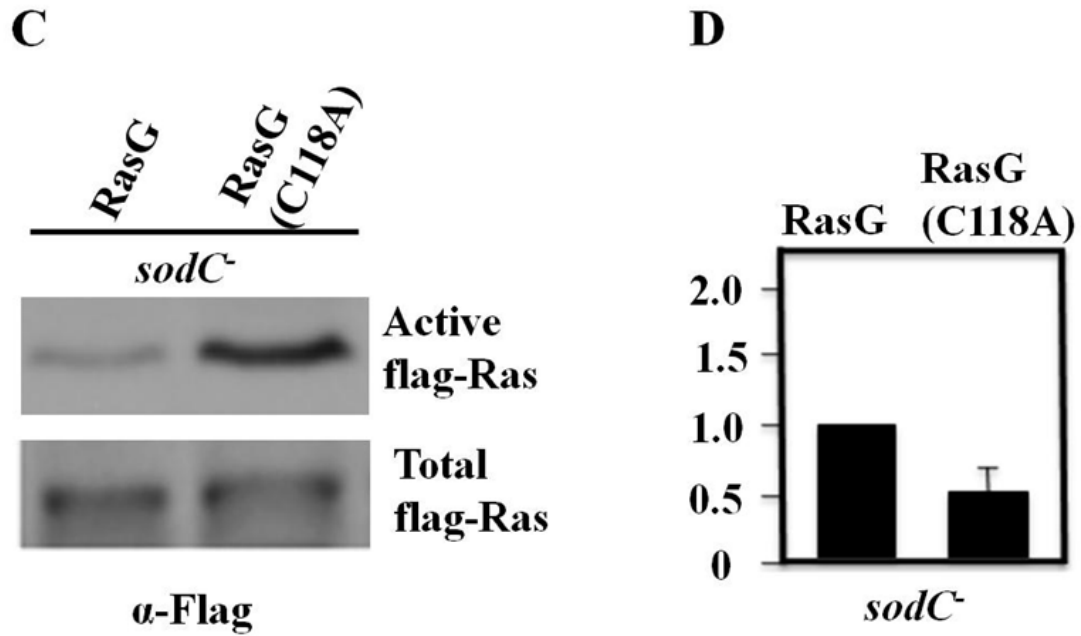 C
RasG
RasG
(C118A)
sodC-
Active
flag-Ras
Total
flag-Ras
α-Flag
D
RasG
RasG
(C118A)
2.0
1.5
1.0
0.5
0
sodC-